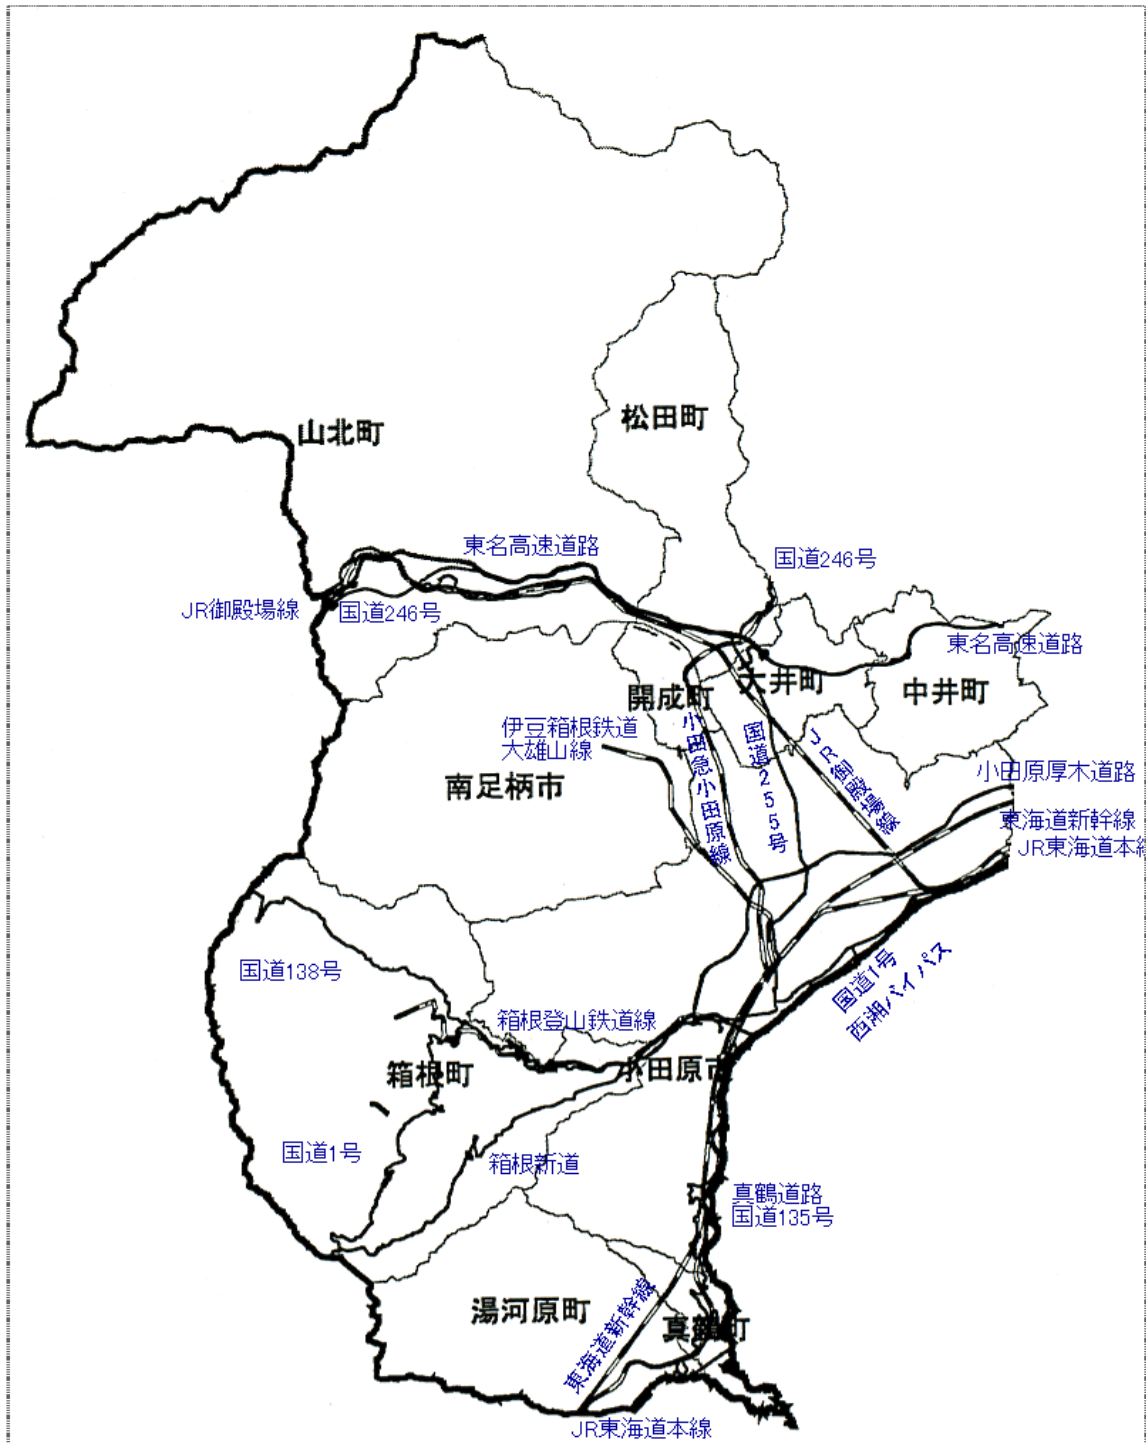 山北町
松田町
東名高速道路
国道246号
JR御殿場線
国道246号
東名高速道路
大井町
開成町
中井町
伊豆箱根鉄道
大雄山線
小田急小田原線
国道255号
JR御殿場線
小田原厚木道路
南足柄市
東海道新幹線
JR東海道本線
国道138号
国道1号
西湘バイパス
箱根登山鉄道線
箱根町
小田原市
国道1号
箱根新道
真鶴道路
国道135号
湯河原町
東海道新幹線
真鶴町
JR東海道本線